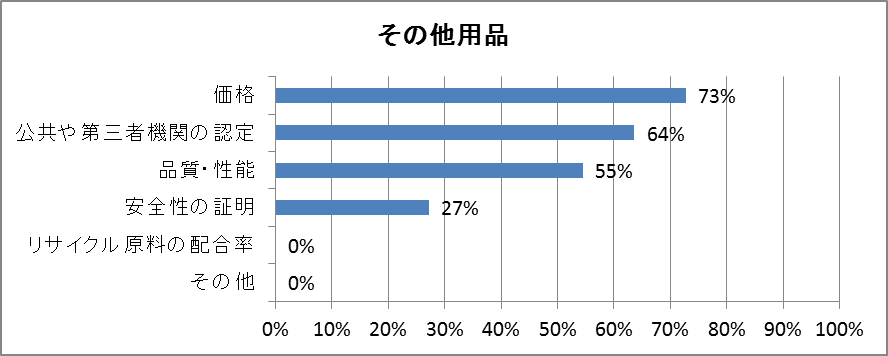 その他用品
価格 73%
公共や第三者機関の認定 64%
品質・性能 55%
安全性の証明 27%
リサイクル原料の配合率 0%
その他 0%
0% 10% 20% 30% 40% 50% 60% 70% 80% 90% 100%